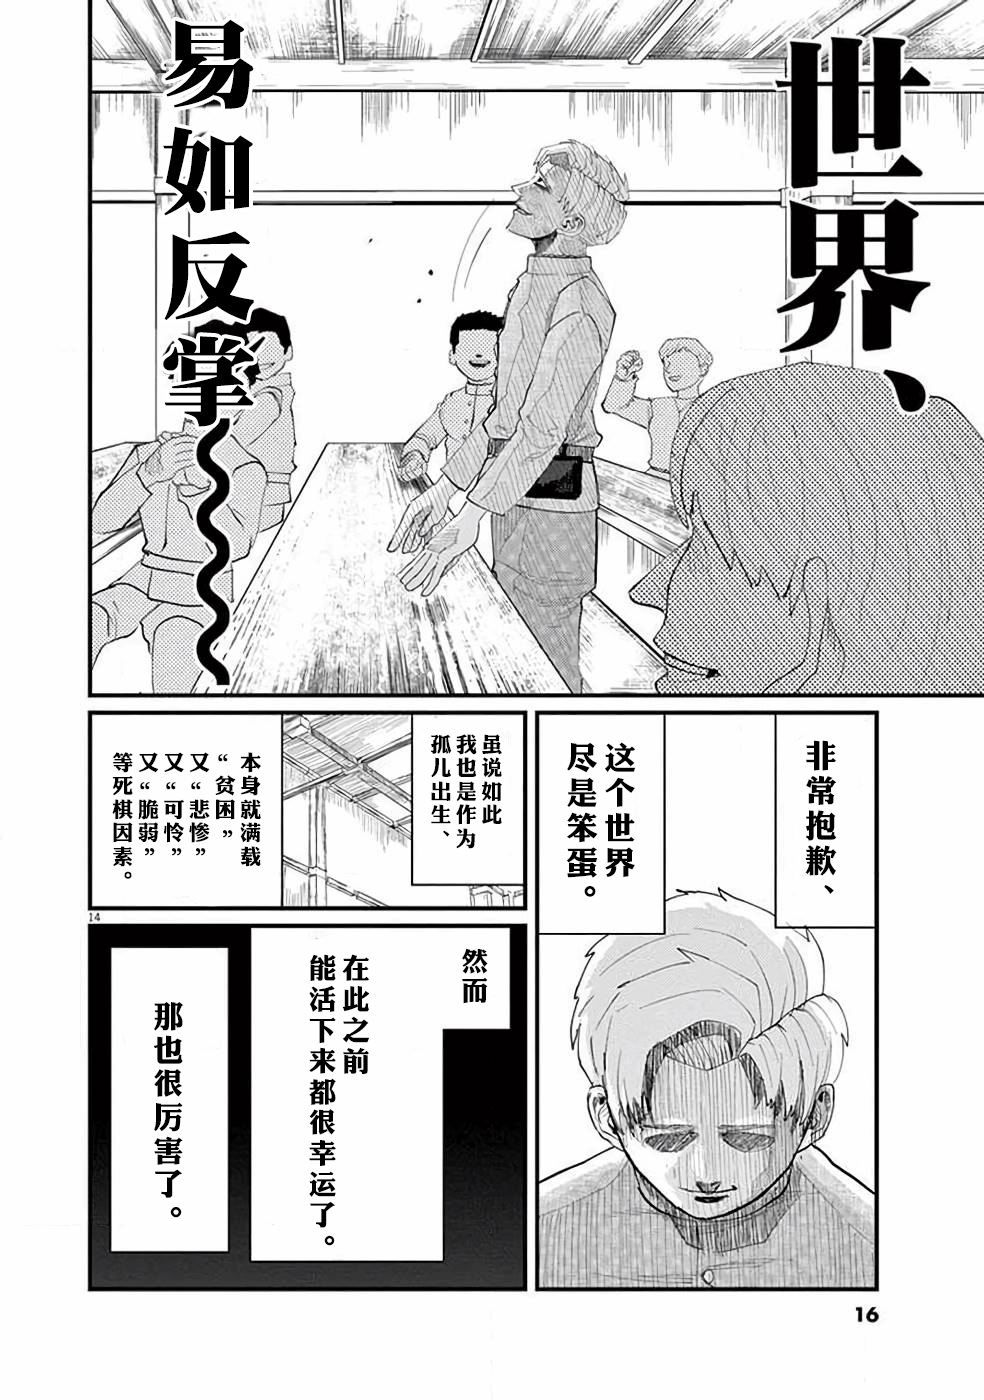 世界、
易如反掌
非常抱歉、
这个世界
尽是笨蛋。
虽说如此
我也是作为
孤儿出生、
本身就满载
“贫困”
又“悲惨”
又“可怜”
又“脆弱”
等死棋因素。
14
然而
在此之前
能活下来都很幸运了。
那也很厉害了。
16